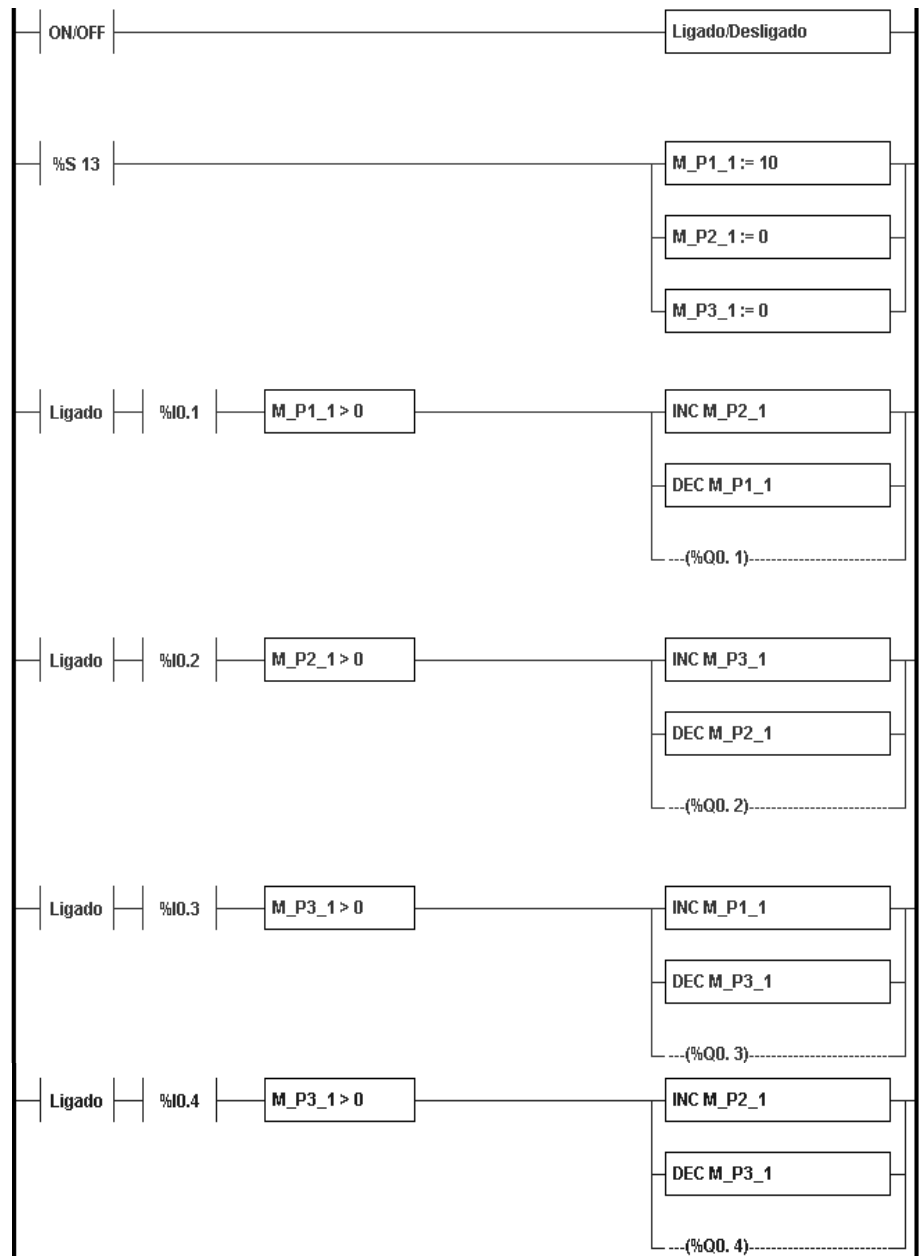 ON/OFF Ligado/Desligado
%S 13 M_P1_1:= 10
M_P2_1:= 0
M_P3_1:= 0
Ligado %I0.1 M_P1_1 > 0 INC M_P2_1
DEC M_P1_1
---(%Q0. 1)---
Ligado %I0.2 M_P2_1 > 0 INC M_P3_1
DEC M_P2_1
---(%Q0. 2)---
Ligado %I0.3 M_P3_1 > 0 INC M_P1_1
DEC M_P3_1
---(%Q0. 3)---
Ligado %I0.4 M_P3_1 > 0 INC M_P2_1
DEC M_P3_1
---(%Q0. 4)---